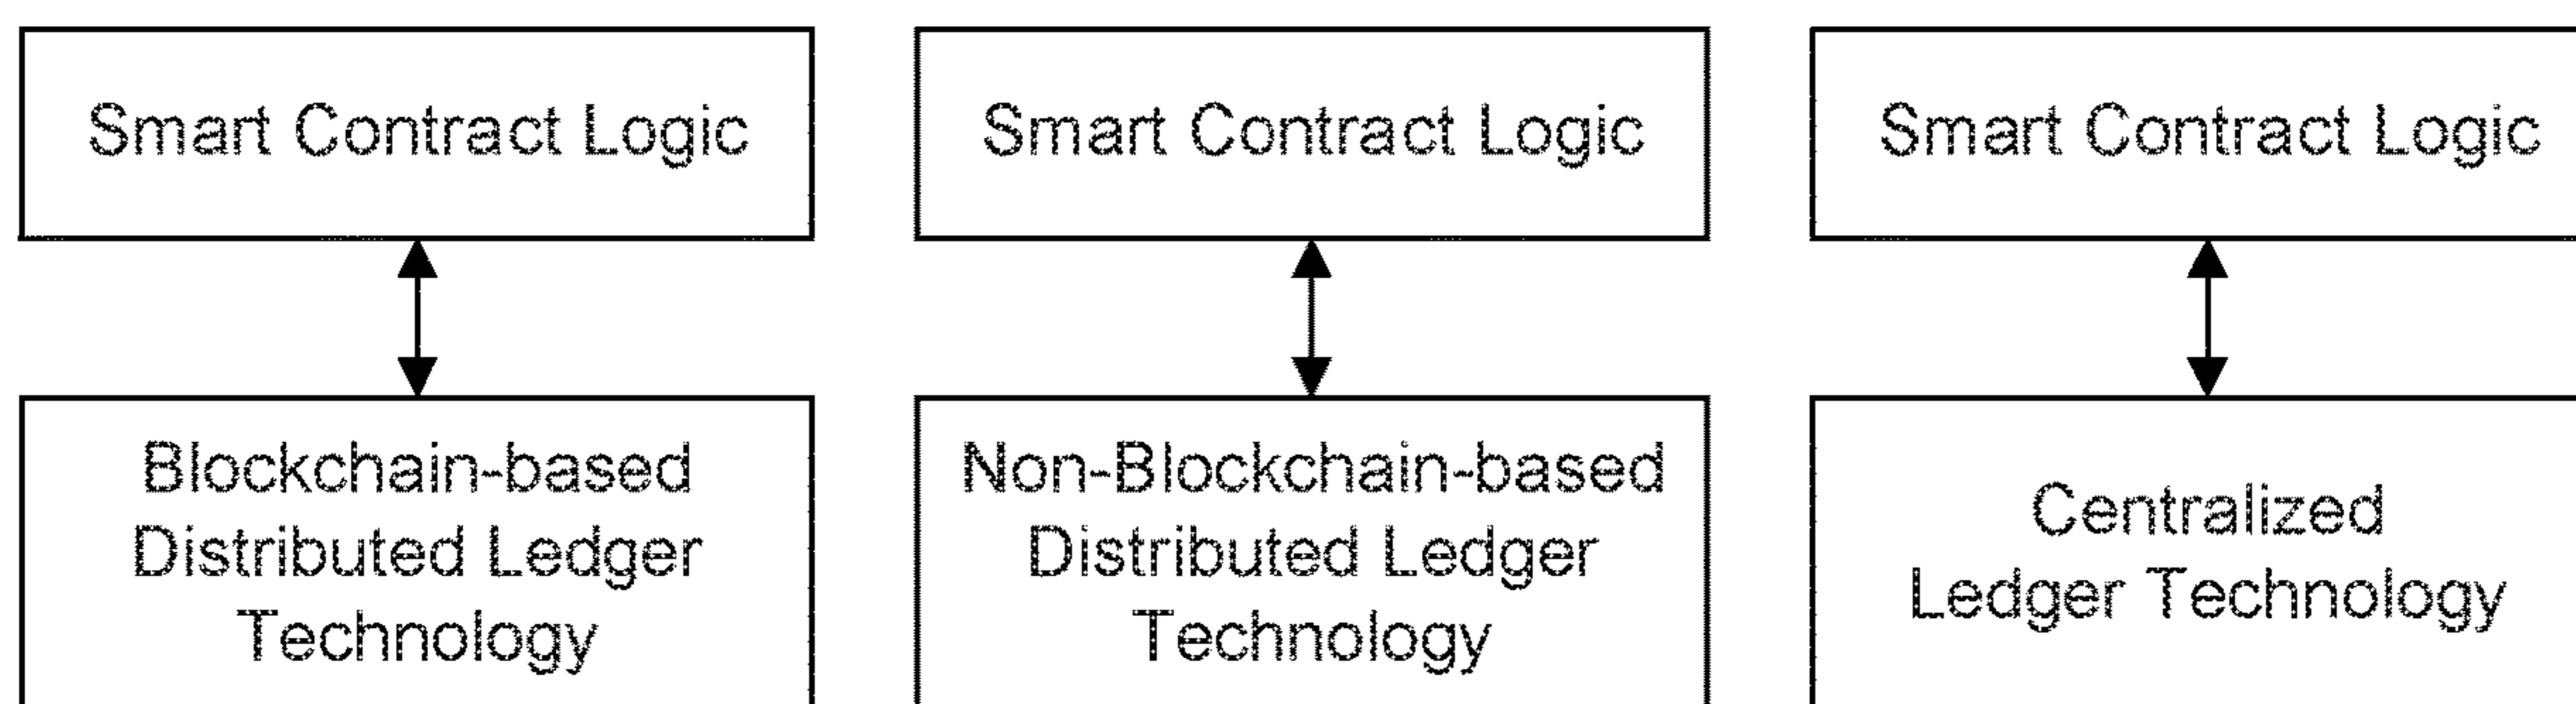 Smart Contract Logic
Smart Contract Logic
Smart Contract Logic
Blockchain-based
Distributed Ledger
Technology
Non-Blockchain-based
Distributed Ledger
Technology
Centralized
Ledger Technology